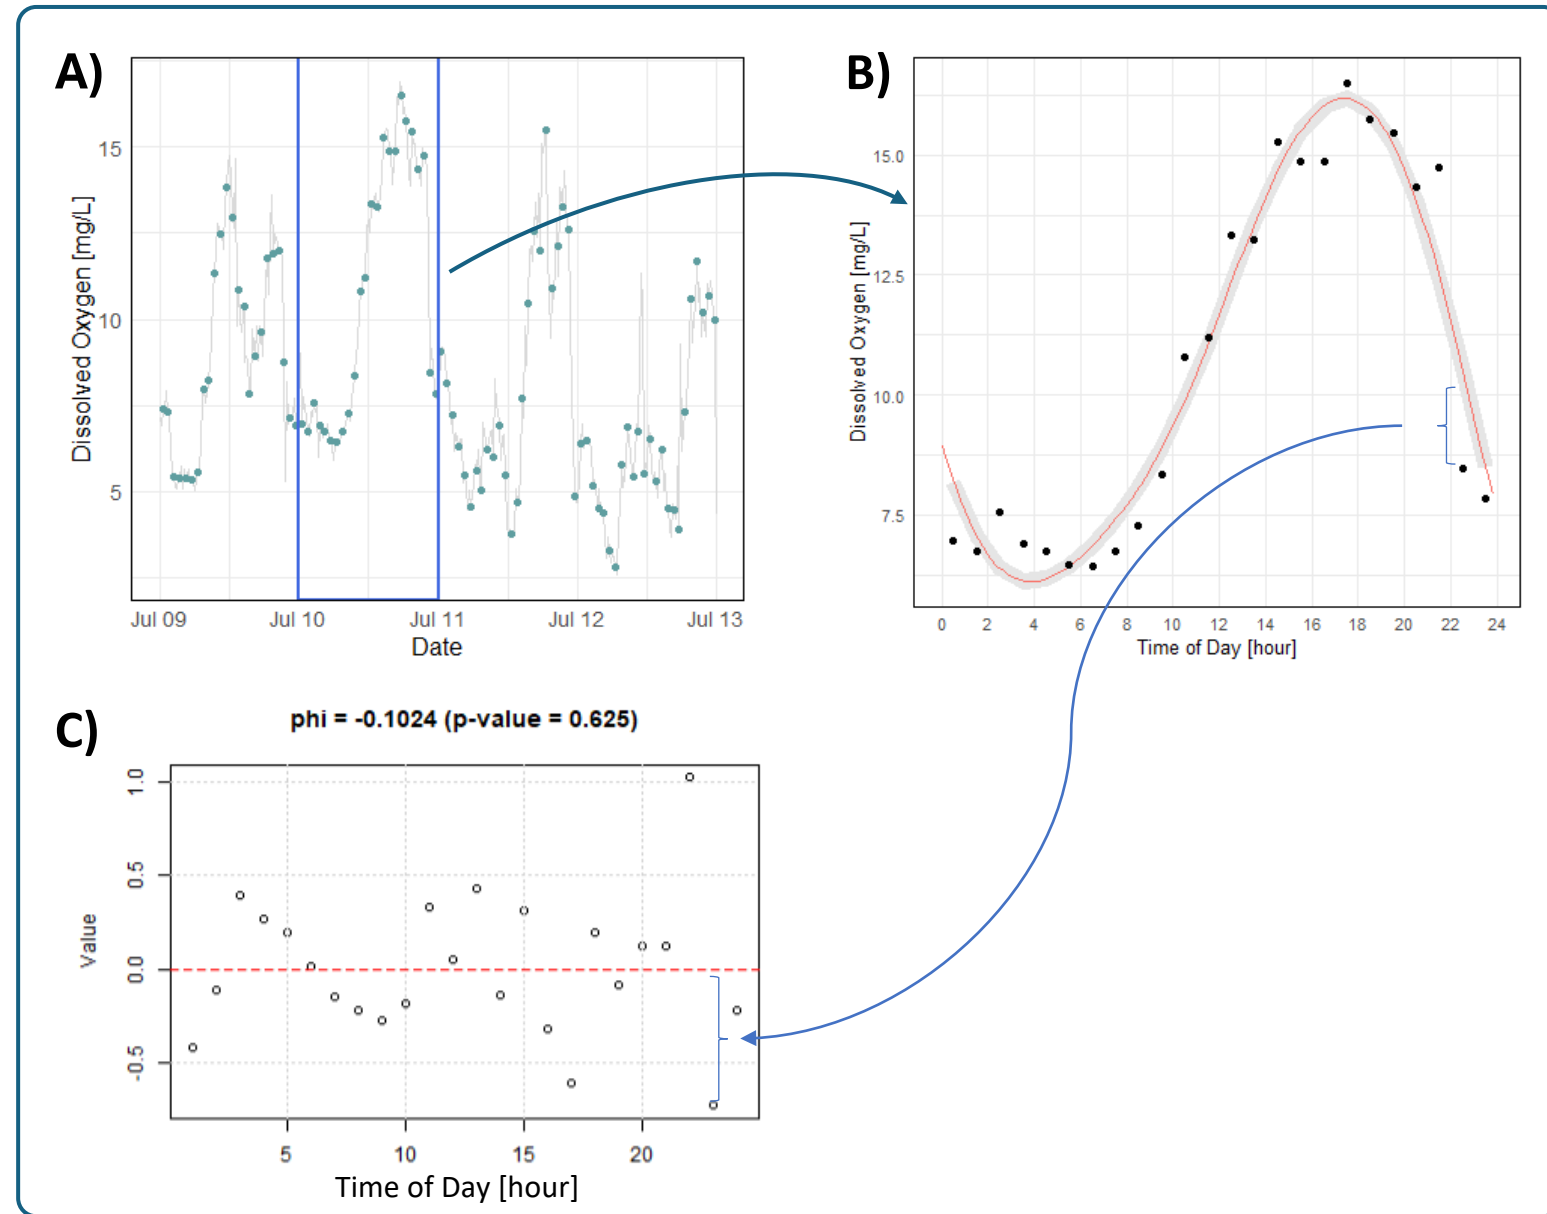 A)
15
10
5
Dissolved Oxygen [mg/L]
Jul 09 Jul 10 Jul 11 Jul 12 Jul 13
Date
B)
15.0
12.5
10.0
7.5
Dissolved Oxygen [mg/L]
0 2 4 6 8 10 12 14 16 18 20 22 24
Time of Day [hour]
C)
phi = -0.1024 (p-value = 0.625)
1.0
0.5
0.0
-0.5
Value
5 10 15 20
Time of Day [hour]